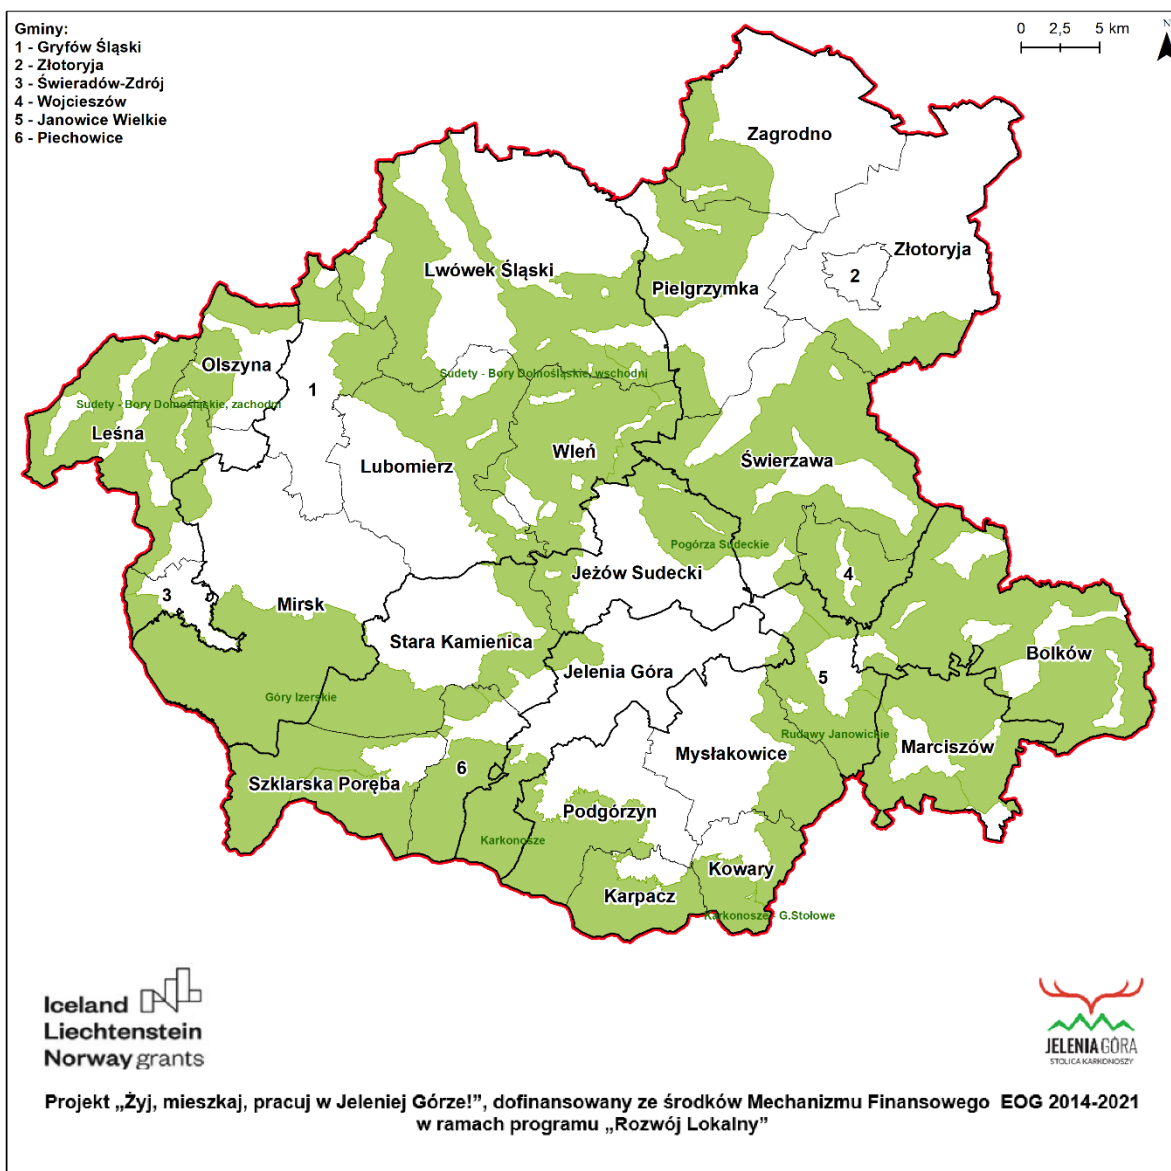 Gminy:
1 - Gryfów Śląski
2 - Złotoryja
3 - Świeradów-Zdrój
4 - Wojcieszów
5 - Janowice Wielkie
6 - Piechowice
0 2,5 5 km
N
Zagrodno
Złotoryja
2
Lwówek Śląski
Pielgrzymka
Olszyna
1
Sudety - Bory Dolnośląskie, wschodni
Sudety - Bory Dolnośląskie, zachodni
Leśna
Lubomierz
Wleń
Świerzawa
Pogórza Sudeckie
Jeżów Sudecki
4
3
Mirsk
Stara Kamienica
Bolków
Jelenia Góra
5
Góry Izerskie
Rudawy Janowickie
Marciszów
Mysłakowice
6
Szklarska Poręba
Podgórzyn
Karkonosze
Kowary
Karpacz
Karkonosze - G.Stołowe
Iceland
Liechtenstein
Norway grants
JELENIA GÓRA
STOLICA KARKONOSZY
Projekt „Żyj, mieszkaj, pracuj w Jeleniej Górze!”, dofinansowany ze środków Mechanizmu Finansowego EOG 2014-2021
w ramach programu „Rozwój Lokalny”